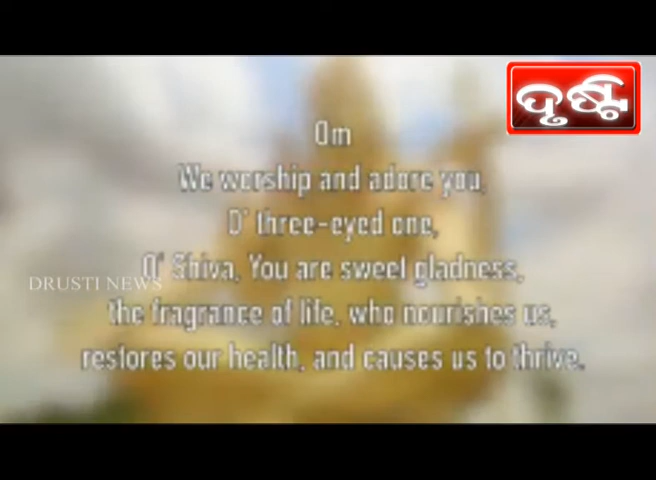 ଦୃଷ୍ଟି
Om
We worship and adore you,
O' three-eyed one,
O' Shiva, You are sweet gladness,
DRUSTI NEWS
the fragrance of life, who nourishes us,
restores our health, and causes us to thrive.